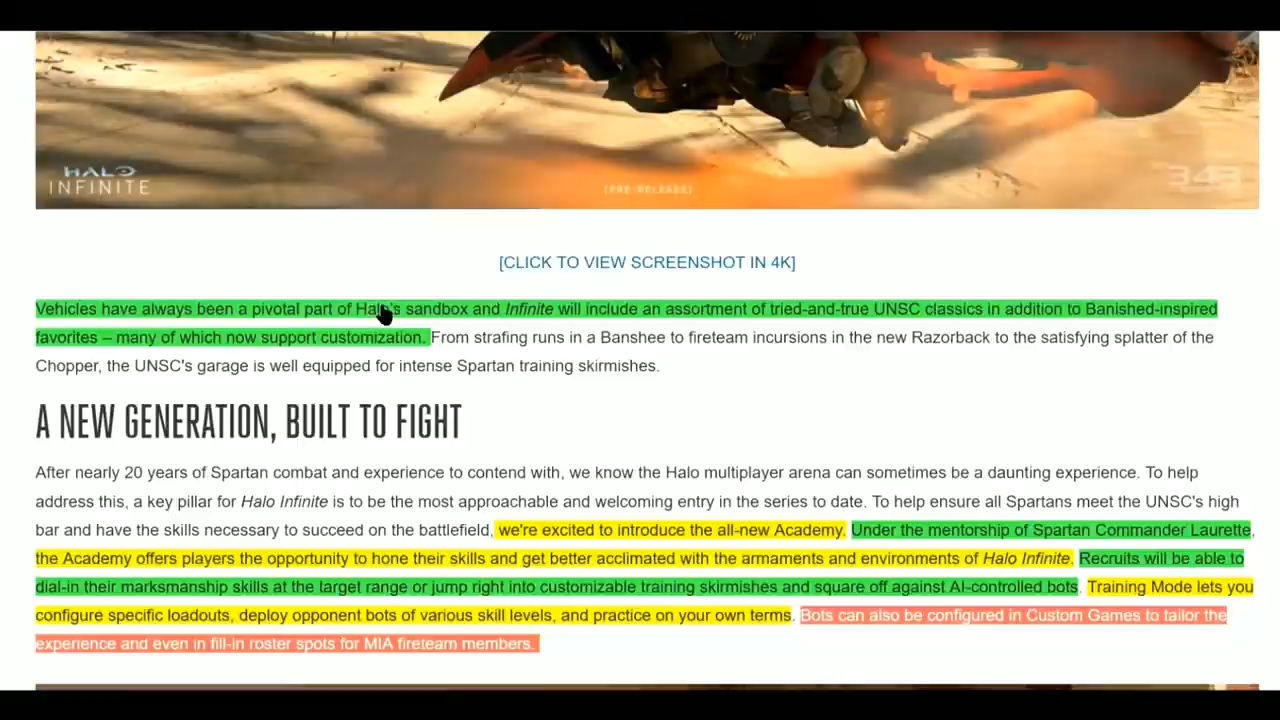 HALO
INFINITE
[PRE-RELEASE]
343
[CLICK TO VIEW SCREENSHOT IN 4K]
Vehicles have always been a pivotal part of Halo's sandbox and Infinite will include an assortment of tried-and-true UNSC classics in addition to Banished-inspired
favorites – many of which now support customization. From strafing runs in a Banshee to fireteam incursions in the new Razorback to the satisfying splatter of the
Chopper, the UNSC's garage is well equipped for intense Spartan training skirmishes.
A NEW GENERATION, BUILT TO FIGHT
After nearly 20 years of Spartan combat and experience to contend with, we know the Halo multiplayer arena can sometimes be a daunting experience. To help
address this, a key pillar for Halo Infinite is to be the most approachable and welcoming entry in the series to date. To help ensure all Spartans meet the UNSC's high
bar and have the skills necessary to succeed on the battlefield, we're excited to introduce the all-new Academy. Under the mentorship of Spartan Commander Laurette,
the Academy offers players the opportunity to hone their skills and get better acclimated with the armaments and environments of Halo Infinite. Recruits will be able to
dial-in their marksmanship skills at the target range or jump right into customizable training skirmishes and square off against AI-controlled bots. Training Mode lets you
configure specific loadouts, deploy opponent bots of various skill levels, and practice on your own terms. Bots can also be configured in Custom Games to tailor the
experience and even in fill-in roster spots for MIA fireteam members.